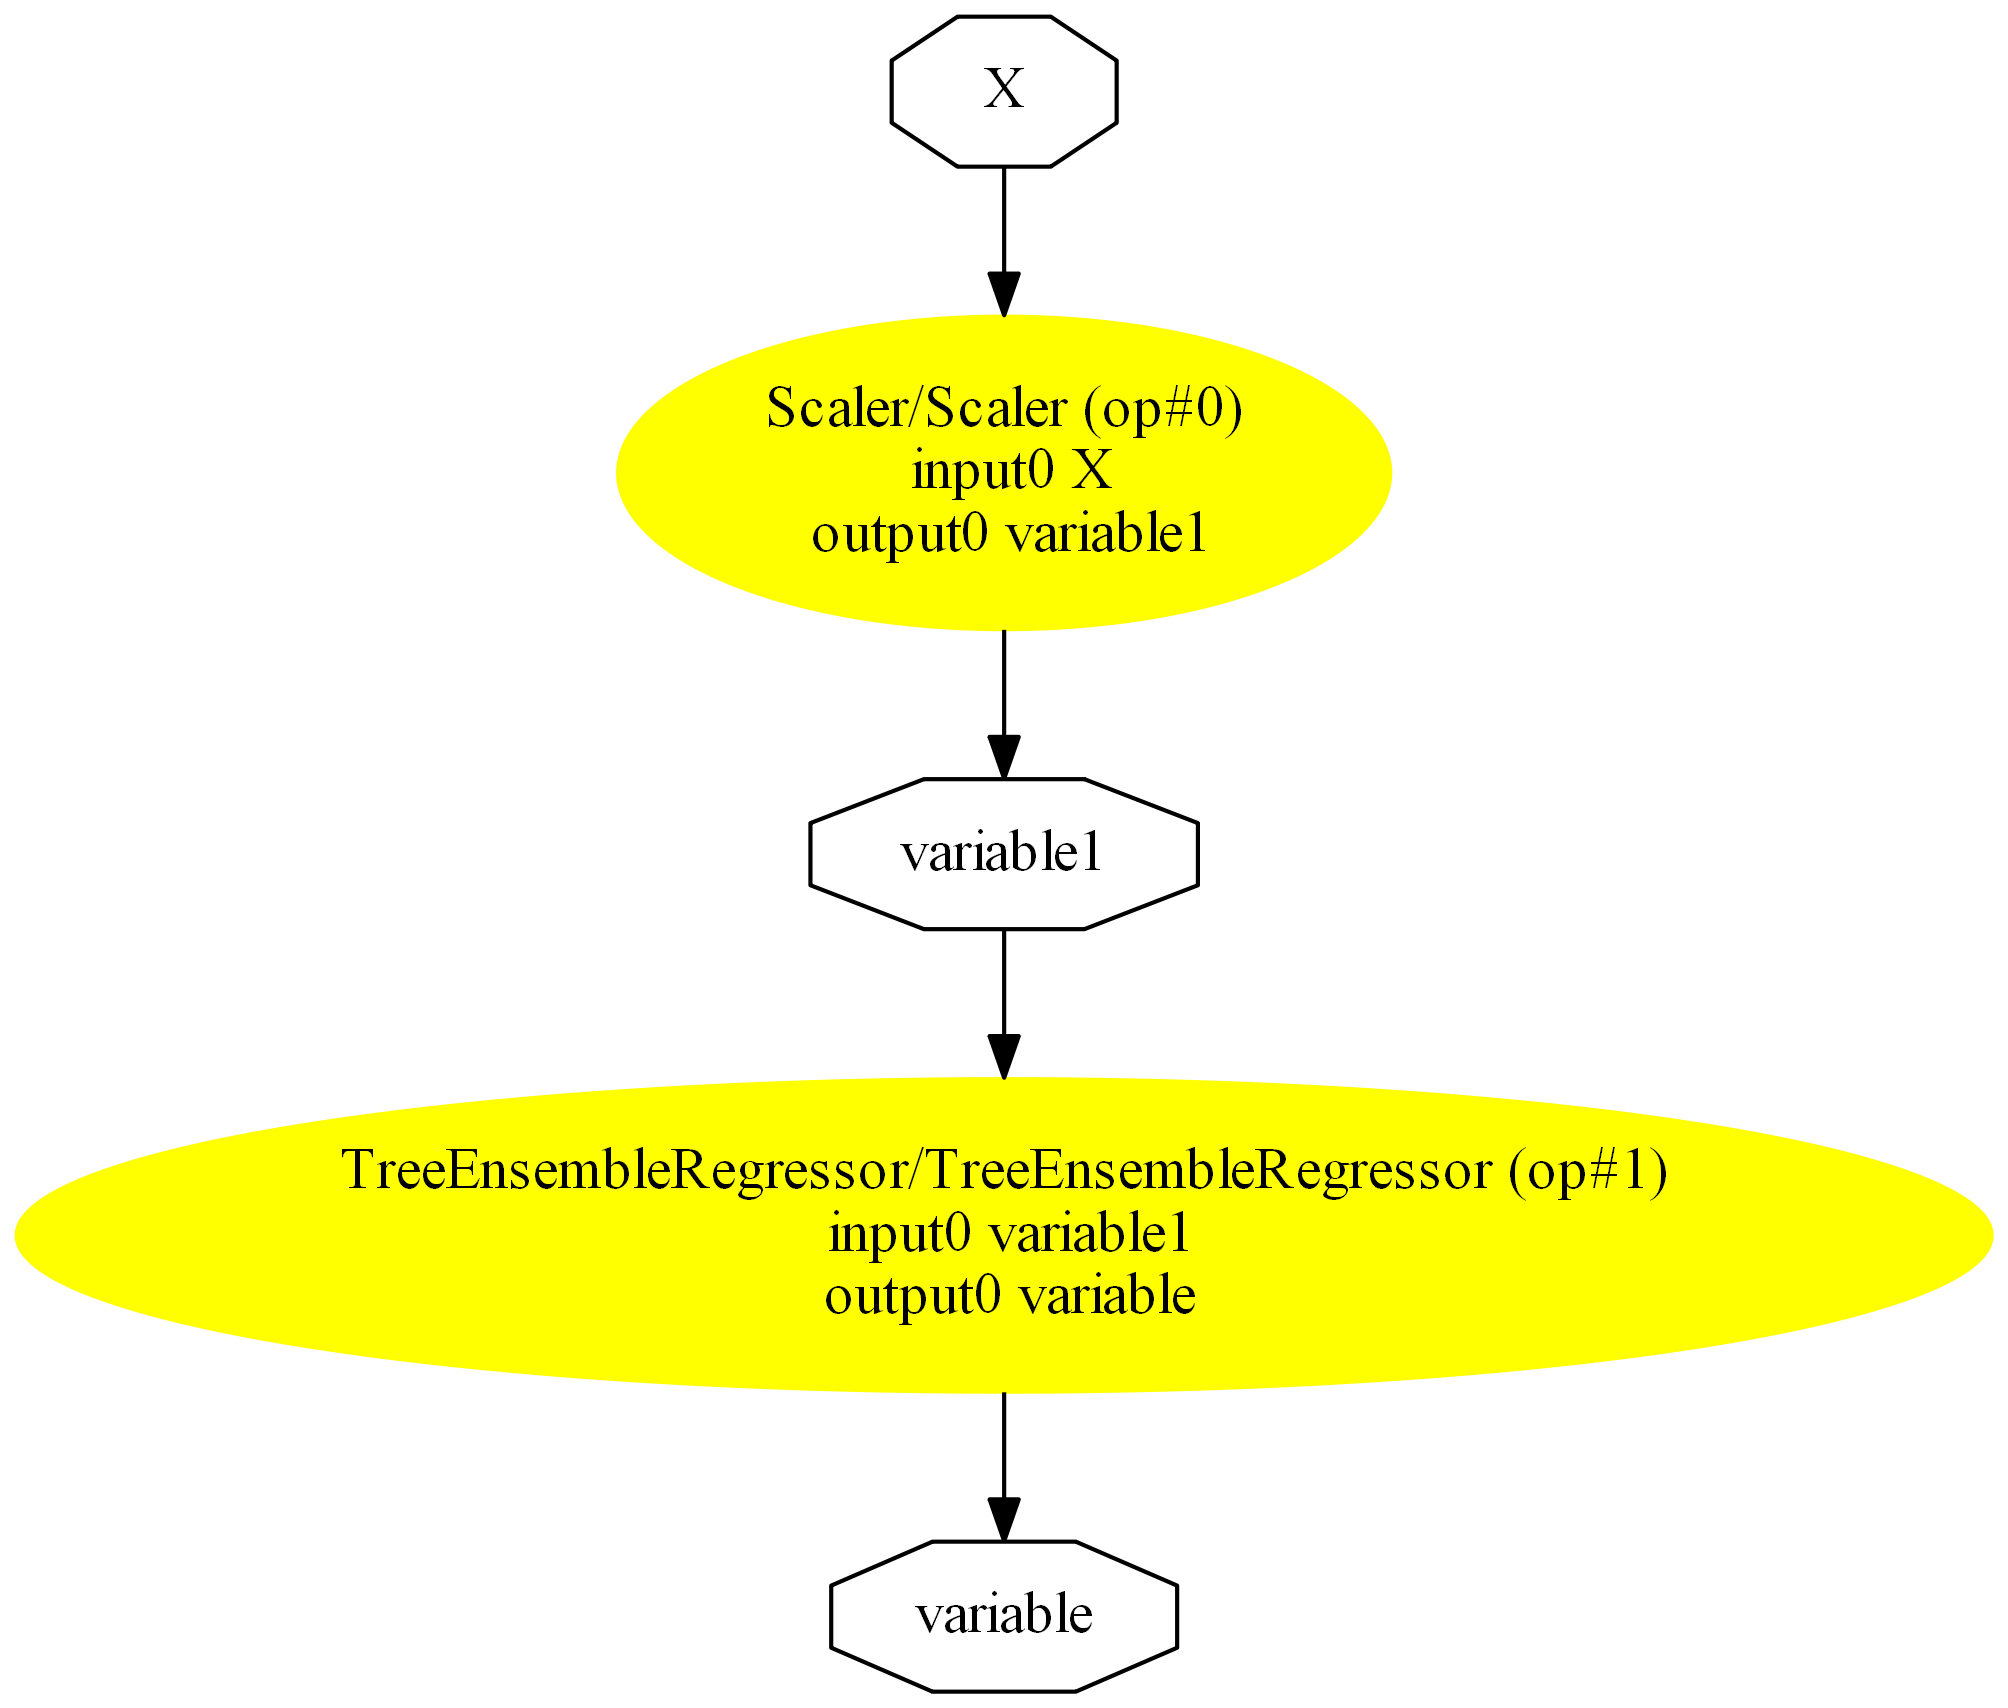 X
Scaler/Scaler (op#0)
input0 X
output0 variable1
variable1
TreeEnsembleRegressor/TreeEnsembleRegressor (op#1)
input0 variable1
output0 variable
variable